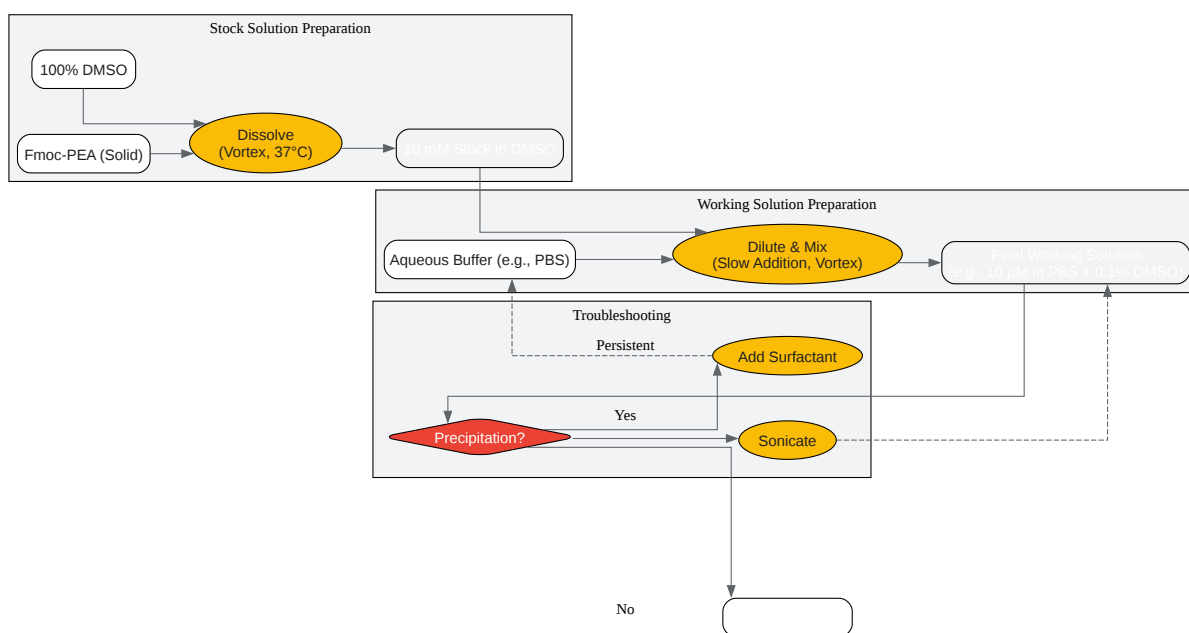 Stock Solution Preparation
100% DMSO
Dissolve
(Vortex, 37°C)
Fmoc-PEA (Solid)
10 mM Stock in DMSO
Working Solution Preparation
Aqueous Buffer (e.g., PBS)
Dilute & Mix
(Slow Addition, Vortex)
Final Working Solution
(e.g., 10 µM in PBS + 0.1% DMSO)
Troubleshooting
Persistent
Add Surfactant
Yes
Precipitation?
Sonicate
No